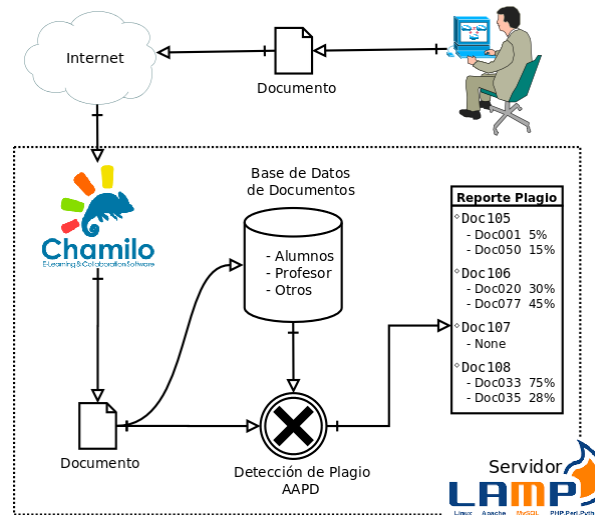 Internet
Documento
Chamilo
E-Learning & Collaboration Software
Base de Datos
de Documentos
- Alumnos
- Profesor
- Otros
Reporte Plagio
◇Doc105
- Doc001 5%
- Doc050 15%
◇Doc106
- Doc020 30%
- Doc077 45%
◇Doc107
- None
◇Doc108
- Doc033 75%
- Doc035 28%
Documento
Detección de Plagio
AAPD
Servidor
LAMP
Linux Apache MySQL PHP,Perl,Pyth